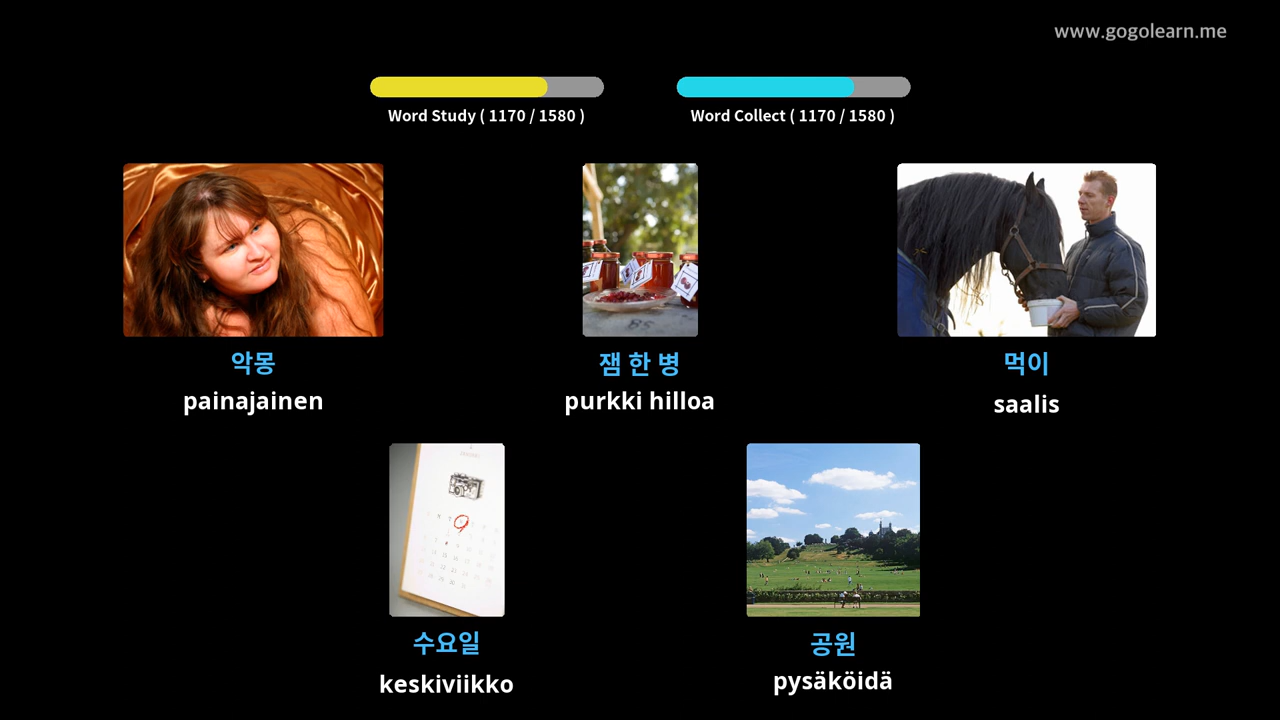 www.gogolearn.me
Word Study ( 1170 / 1580 )
Word Collect ( 1170 / 1580 )
악몽
painajainen
잼 한 병
purkki hilloa
먹이
saalis
수요일
keskiviikko
공원
pysäköidä